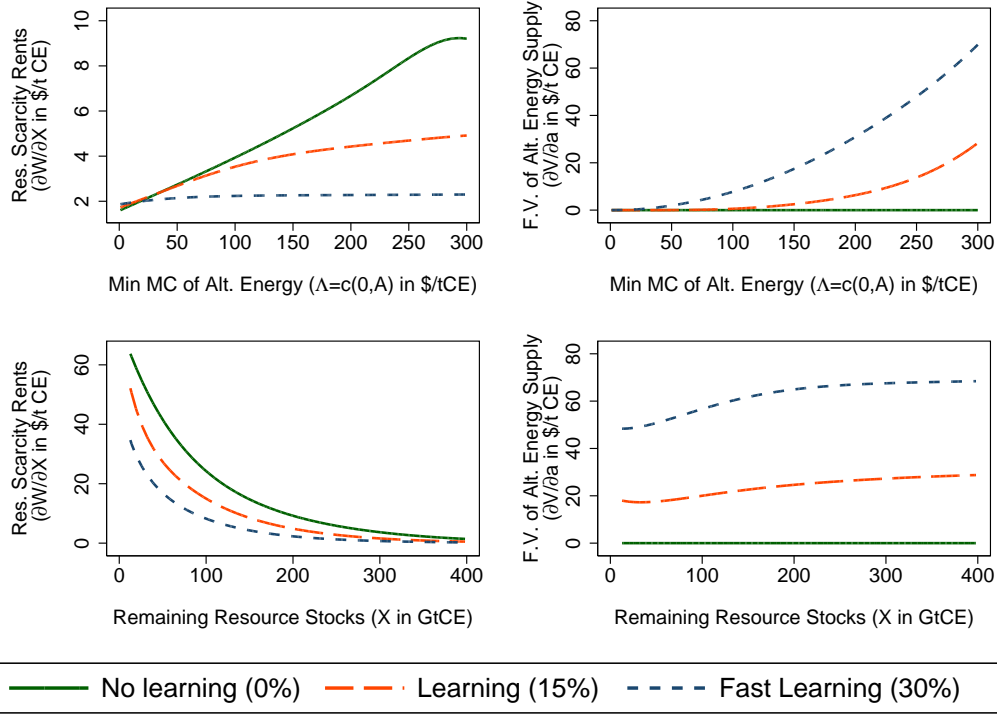 Res. Scarcity Rents
(∂W/∂X in $/t CE)
10
8
6
4
2
0 50 100 150 200 250 300
Min MC of Alt. Energy (Λ=c(0,A) in $/tCE)
F.V. of Alt. Energy Supply
(∂V/∂a in $/t CE)
80
60
40
20
0
0 50 100 150 200 250 300
Min MC of Alt. Energy (Λ=c(0,A) in $/tCE)
Res. Scarcity Rents
(∂W/∂X in $/t CE)
60
40
20
0
0 100 200 300 400
Remaining Resource Stocks (X in GtCE)
F.V. of Alt. Energy Supply
(∂V/∂a in $/t CE)
80
60
40
20
0
0 100 200 300 400
Remaining Resource Stocks (X in GtCE)
No learning (0%) Learning (15%) Fast Learning (30%)